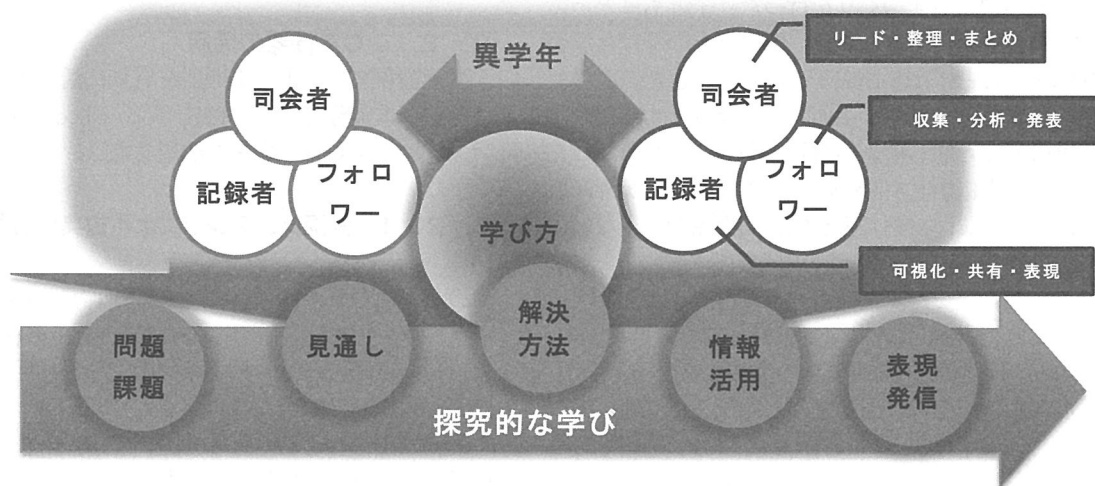 異学年
司会者
記録者
フォロ
ワー
司会者
記録者
フォロ
ワー
リード・整理・まとめ
収集・分析・発表
可視化・共有・表現
学び方
問題
課題
見通し
解決
方法
情報
活用
表現
発信
探究的な学び